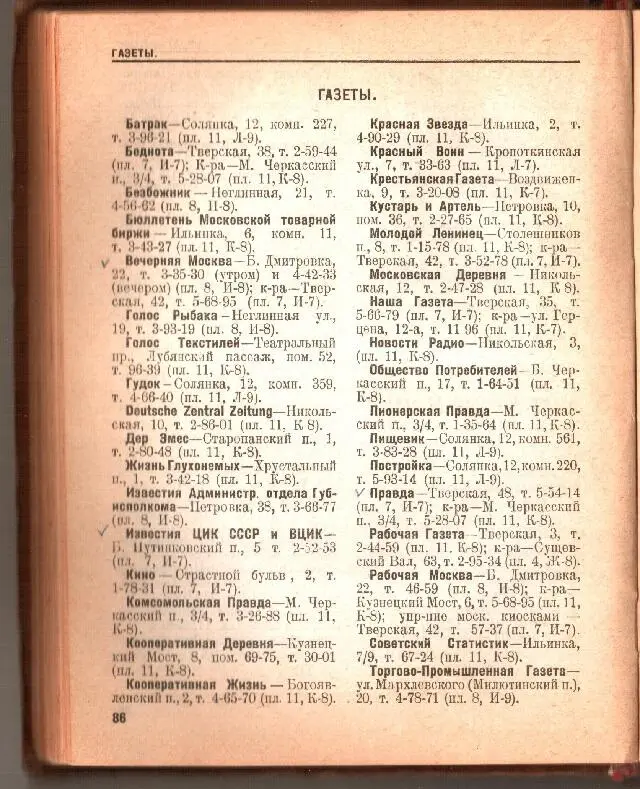 ГАЗЕТЫ.
ГАЗЕТЫ.
Батрак—Солянка, 12, комн. 227,
т. 3-96-21 (пл. 11, Л-9).
Беднота—Тверская, 38, т. 2-59-44
(пл. 7, И-7); К-ра—М. Черкасский
п., 3/4, т. 5-28-07 (пл. 11, К-8).
Безбожник—Неглинная, 21, т.
4-56-62 (пл. 8, И-8).
Бюллетень Московской товарной
биржи—Ильинка, 6, комн. 11,
т. 3-43-27 (пл. 11, К-8).
Вечерняя Москва—Б. Дмитровка,
22, т. 3-35-30 (утром) и 4-42-33
(вечером) (пл. 8, И-8); к-ра—Твер-
ская, 42, т. 5-68-95 (пл. 7, И-7).
Голос Рыбака—Неглинная ул.,
19, т. 3-93-19 (пл. 8, И-8).
Голос Текстилей—Театральный
пр., Лубянский пассаж, пом. 52,
т. 96-39 (пл. 11, К-8).
Гудок—Солянка, 12, комн. 359,
т. 4-66-40 (пл. 11, Л-9).
Deutsche Zentral Zeitung—Николь-
ская, 10, т. 2-86-01 (пл. 11, К-8).
Дер Эмес—Старопанский п., 1,
т. 2-80-48 (пл. 11, К-8).
Жизнь Глухонемых—Хрустальный
п., 1, т. 3-42-18 (пл. 11, К-8).
Известия Администр. отдела Губ-
исполкома—Петровка, 38, т. 3-66-77
(пл. 8, И-8).
Известия ЦИК СССР и ВЦИК—
Б. Путинковский п., 5 т. 2-52-53
(пл. 7, И-7).
Кино—Страстной бульв, 2, т.
1-78-31 (пл. 7, И-7).
Комсомольская Правда—М. Чер-
касский п., 3/4, т. 3-26-88 (пл. 11,
К-8).
Кооперативная Деревня—Кузнец-
кий Мост, 8, пом. 69-75, т. 30-01
(пл. 11, К-8).
Кооперативная Жизнь—Богояв-
ленский п., 2, т. 4-65-70 (пл. 11, К-8).
86
Красная Звезда—Ильинка, 2, т.
4-90-29 (пл. 11, К-8).
Красный Воин—Кропоткинская
ул., 7, т. 33-63 (пл. 11, Л-7).
Крестьянская Газета—Воздвижен-
ка, 9, т. 3-20-08 (пл. 11, К-7).
Кустарь и Артель—Петровка, 10,
пом. 36, т. 2-27-65 (пл. 11, К-8).
Молодой Ленинец—Столешников
п., 8, т. 1-15-78 (пл. 11, К-8); к-ра—
Тверская, 42, т. 3-52-78 (пл. 7, И-7).
Московская Деревня—Николь-
ская, 12, т. 2-47-28 (пл. 11, К 8).
Наша Газета—Тверская, 35, т.
5-66-79 (пл. 7, И-7); к-ра—ул. Гер-
цена, 12-а, т. 11 96 (пл. 11, К-7).
Новости Радио—Никольская, 3,
(пл. 11, К-8).
Общество Потребителей—Б. Чер-
касский п., 17, т. 1-64-51 (пл. 11,
К-8).
Пионерская Правда—М. Черкас-
ский п., 3/4, т. 1-35-64 (пл. 11, К-8).
Пищевик—Солянка, 12, комн. 561,
т. 3-83-28 (пл. 11, Л-9).
Постройка—Солянка, 12, комн. 220,
т. 5-93-14 (пл. 11, Л-9).
Правда—Тверская, 48, т. 5-54-14
(пл. 7, И-7); к-ра—М. Черкасский
п., 3/4, т. 5-28-07 (пл. 11, К-8).
Рабочая Газета—Тверская, 3, т.
2-44-59 (пл. 11. К-8); к-ра—Сущев-
ский Вал, 63, т. 2-95-34 (пл. 4, Ж-8).
Рабочая Москва—Б. Дмитровка,
22, т. 46-59 (пл. 8, И-8); к-ра—
Кузнецкий Мост, 6, т. 5-68-95 (пл. 11,
К-8); упр-ние моск. киосками—
Тверская, 42, т. 57-37 (пл. 7, И-7).
Советский Статистик—Ильинка,
7/9, т. 67-24 (пл. 11, К-8).
Торгово-Промышленная Газета—
ул. Мархлевского (Милютинский п.),
20, т. 4-78-71 (пл. 8, И-9).